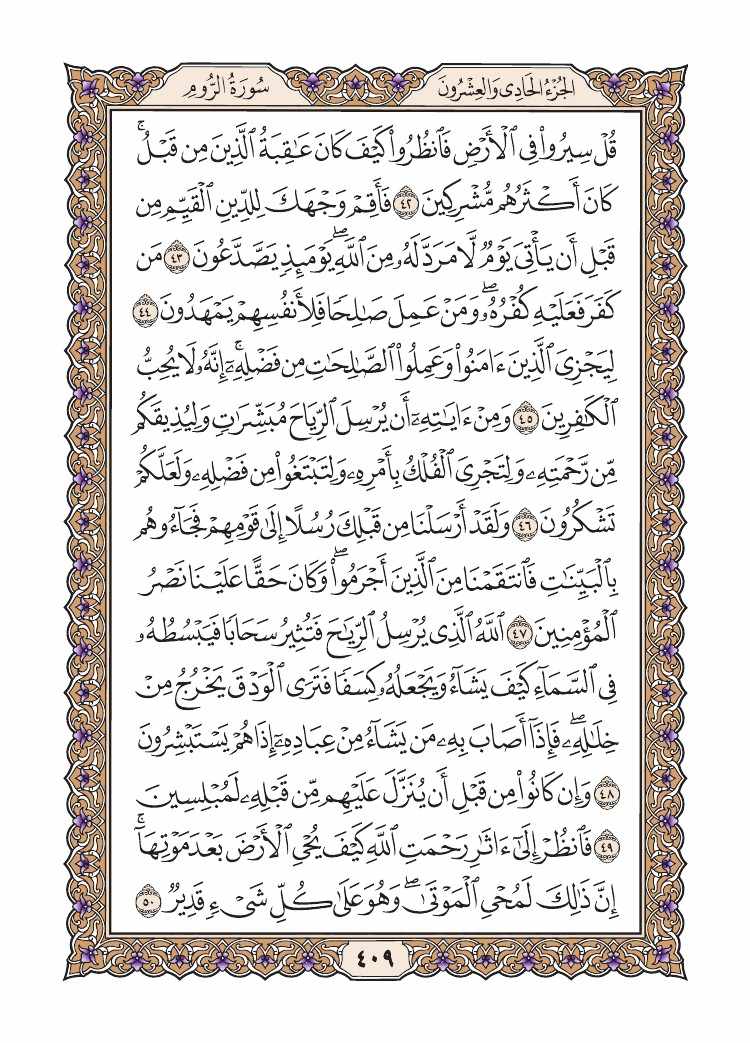 الجُزْءُ الحَادِى وَالعِشْرُونَ
سُورَةُ الرُّومِ
قُلۡ سِيرُواْ فِي ٱلۡأَرۡضِ فَٱنظُرُواْ كَيۡفَ كَانَ عَٰقِبَةُ ٱلَّذِينَ مِن قَبۡلُۚ
كَانَ أَكۡثَرُهُم مُّشۡرِكِينَ ٤٢ فَأَقِمۡ وَجۡهَكَ لِلدِّينِ ٱلۡقَيِّمِ مِن
قَبۡلِ أَن يَأۡتِيَ يَوۡمٞ لَّا مَرَدَّ لَهُۥ مِنَ ٱللَّهِۖ يَوۡمَئِذٖ يَصَّدَّعُونَ ٤٣ مَن
كَفَرَ فَعَلَيۡهِ كُفۡرُهُۥۖ وَمَنۡ عَمِلَ صَٰلِحٗا فَلِأَنفُسِهِمۡ يَمۡهَدُونَ ٤٤
لِيَجۡزِيَ ٱلَّذِينَ ءَامَنُواْ وَعَمِلُواْ ٱلصَّٰلِحَٰتِ مِن فَضۡلِهِۦٓۚ إِنَّهُۥ لَا يُحِبُّ
ٱلۡكَٰفِرِينَ ٤٥ وَمِنۡ ءَايَٰتِهِۦٓ أَن يُرۡسِلَ ٱلرِّيَاحَ مُبَشِّرَٰتٖ وَلِيُذِيقَكُم
مِّن رَّحۡمَتِهِۦ وَلِتَجۡرِيَ ٱلۡفُلۡكُ بِأَمۡرِهِۦ وَلِتَبۡتَغُواْ مِن فَضۡلِهِۦ وَلَعَلَّكُمۡ
تَشۡكُرُونَ ٤٦ وَلَقَدۡ أَرۡسَلۡنَا مِن قَبۡلِكَ رُسُلًا إِلَىٰ قَوۡمِهِمۡ فَجَآءُوهُم
بِٱلۡبَيِّنَٰتِ فَٱنتَقَمۡنَا مِنَ ٱلَّذِينَ أَجۡرَمُواْۖ وَكَانَ حَقًّا عَلَيۡنَا نَصۡرُ
ٱلۡمُؤۡمِنِينَ ٤٧ ٱللَّهُ ٱلَّذِي يُرۡسِلُ ٱلرِّيَٰحَ فَتُثِيرُ سَحَابٗا فَيَبۡسُطُهُۥ
فِي ٱلسَّمَآءِ كَيۡفَ يَشَآءُ وَيَجۡعَلُهُۥ كِسَفٗا فَتَرَى ٱلۡوَدۡقَ يَخۡرُجُ مِنۡ
خِلَٰلِهِۦۖ فَإِذَآ أَصَابَ بِهِۦ مَن يَشَآءُ مِنۡ عِبَادِهِۦٓ إِذَا هُمۡ يَسۡتَبۡشِرُونَ
٤٨ وَإِن كَانُواْ مِن قَبۡلِ أَن يُنَزَّلَ عَلَيۡهِم مِّن قَبۡلِهِۦ لَمُبۡلِسِينَ
٤٩ فَٱنظُرۡ إِلَىٰٓ ءَاثَٰرِ رَحۡمَتِ ٱللَّهِ كَيۡفَ يُحۡيِ ٱلۡأَرۡضَ بَعۡدَ مَوۡتِهَآۚ
إِنَّ ذَٰلِكَ لَمُحۡيِ ٱلۡمَوۡتَىٰۖ وَهُوَ عَلَىٰ كُلِّ شَيۡءٖ قَدِيرٞ ٥٠
٤٠٩